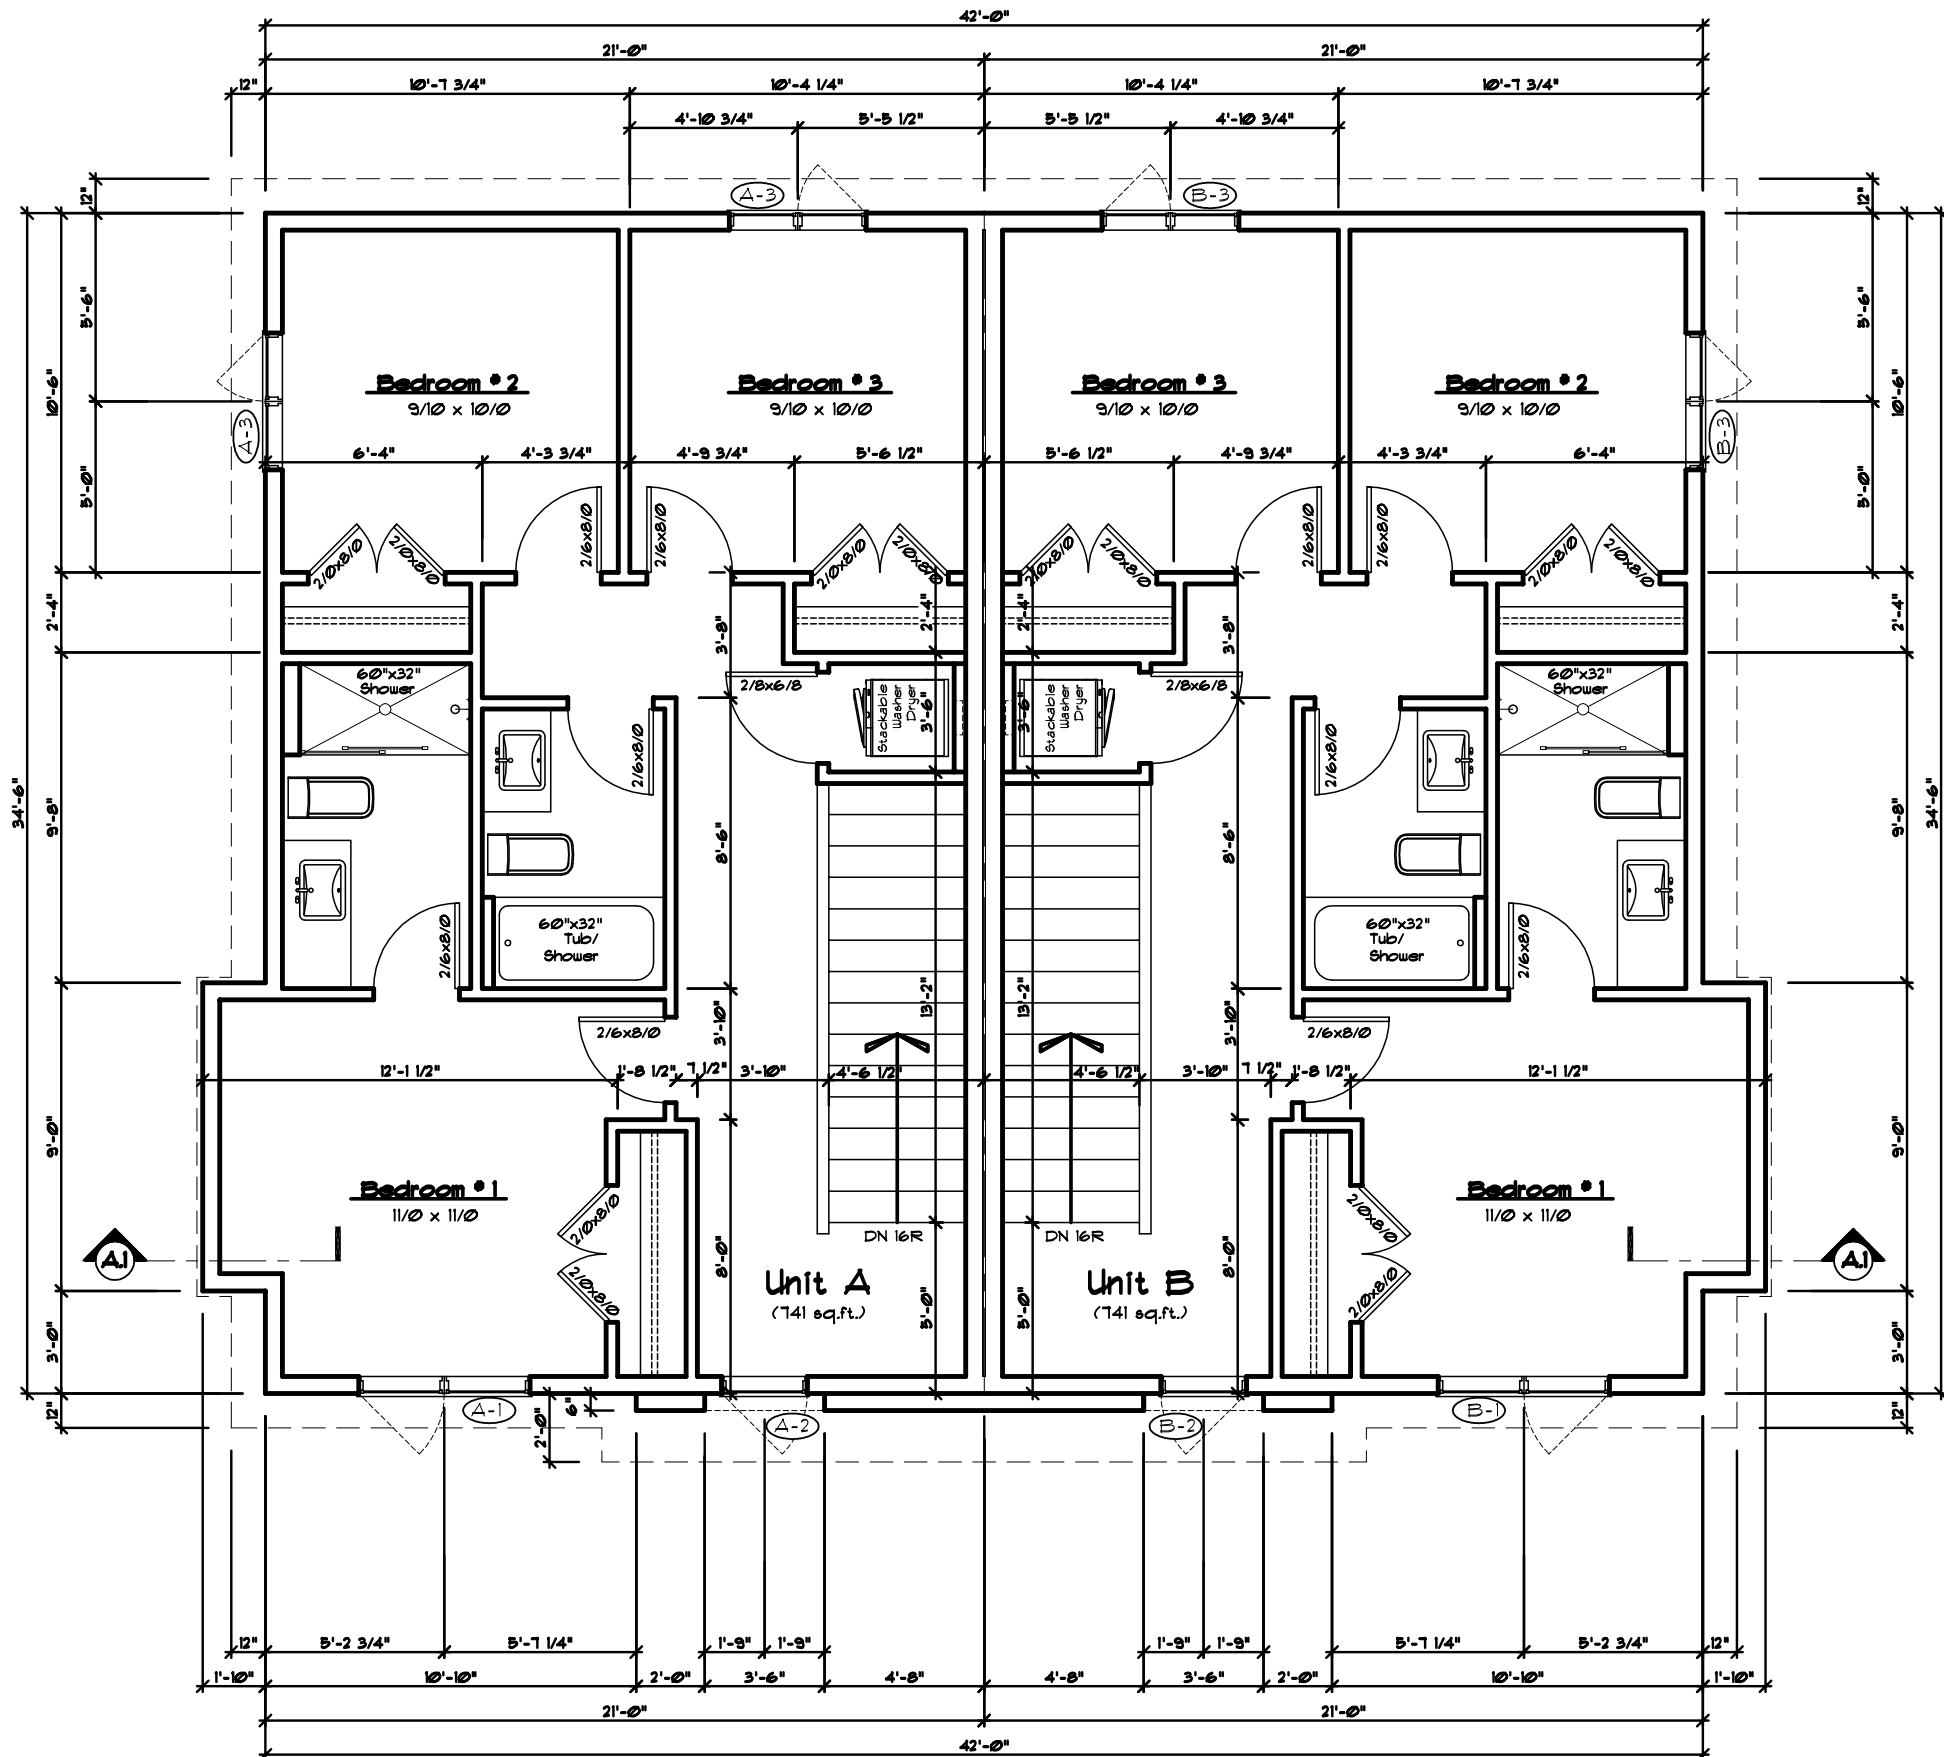 42'-0"
21'-0" 21'-0"
12" 10'-7 3/4" 10'-4 1/4" 10'-4 1/4" 10'-7 3/4"
4'-10 3/4" 5'-5 1/2" 5'-5 1/2" 4'-10 3/4"
12" A-3 B-3 12"
5'-6" 5'-6"
10'-6" 10'-6"
Bedroom #2 Bedroom #3 Bedroom #3 Bedroom #2
9/10 x 10/0 9/10 x 10/0 9/10 x 10/0 9/10 x 10/0
A-3 B-3
6'-4" 4'-3 3/4" 4'-9 3/4" 5'-6 1/2" 5'-6 1/2" 4'-9 3/4" 4'-3 3/4" 6'-4"
5'-0" 5'-0"
2/6x8/0 2/6x8/0 2/6x8/0 2/6x8/0
2/0x8/0 2/0x8/0 2/0x8/0 2/0x8/0 2/0x8/0 2/0x8/0 2/0x8/0 2/0x8/0
2'-4" 2'-4" 2'-4" 2'-4"
3'-8" 3'-8"
60"x32" 60"x32"
Shower Shower
2/8x6/8 2/8x6/8
Stackable Stackable
Washer Washer
Dryer Dryer
3'-6" 3'-6"
2/6x8/0 2/6x8/0
34'-6" 34'-6"
9'-8" 9'-8"
8'-6" 8'-6"
60"x32" 60"x32"
Tub/ Tub/
Shower Shower
2/6x8/0 2/6x8/0
13'-2" 13'-2"
3'-10" 3'-10"
2/6x8/0 2/6x8/0
12'-1 1/2" 1'-8 1/2" 7 1/2" 3'-10" 4'-6 1/2" 4'-6 1/2" 3'-10" 7 1/2" 1'-8 1/2" 12'-1 1/2"
9'-0" 9'-0"
Bedroom #1 Bedroom #1
11/0 x 11/0 11/0 x 11/0
2/0x8/0 2/0x8/0
DN 16R DN 16R
A.1 A.1
8'-0" 8'-0"
2/0x8/0 2/0x8/0
Unit A Unit B
(741 sq.ft.) (741 sq.ft.)
5'-0" 5'-0"
3'-0" 3'-0"
12" A-1 6" A-2 B-2 B-1 12"
2'-0"
12" 5'-2 3/4" 5'-7 1/4" 1'-9" 1'-9" 1'-9" 1'-9" 5'-7 1/4" 5'-2 3/4" 12"
1'-10" 10'-10" 2'-0" 3'-6" 4'-8" 4'-8" 3'-6" 2'-0" 10'-10" 1'-10"
21'-0" 21'-0"
42'-0"